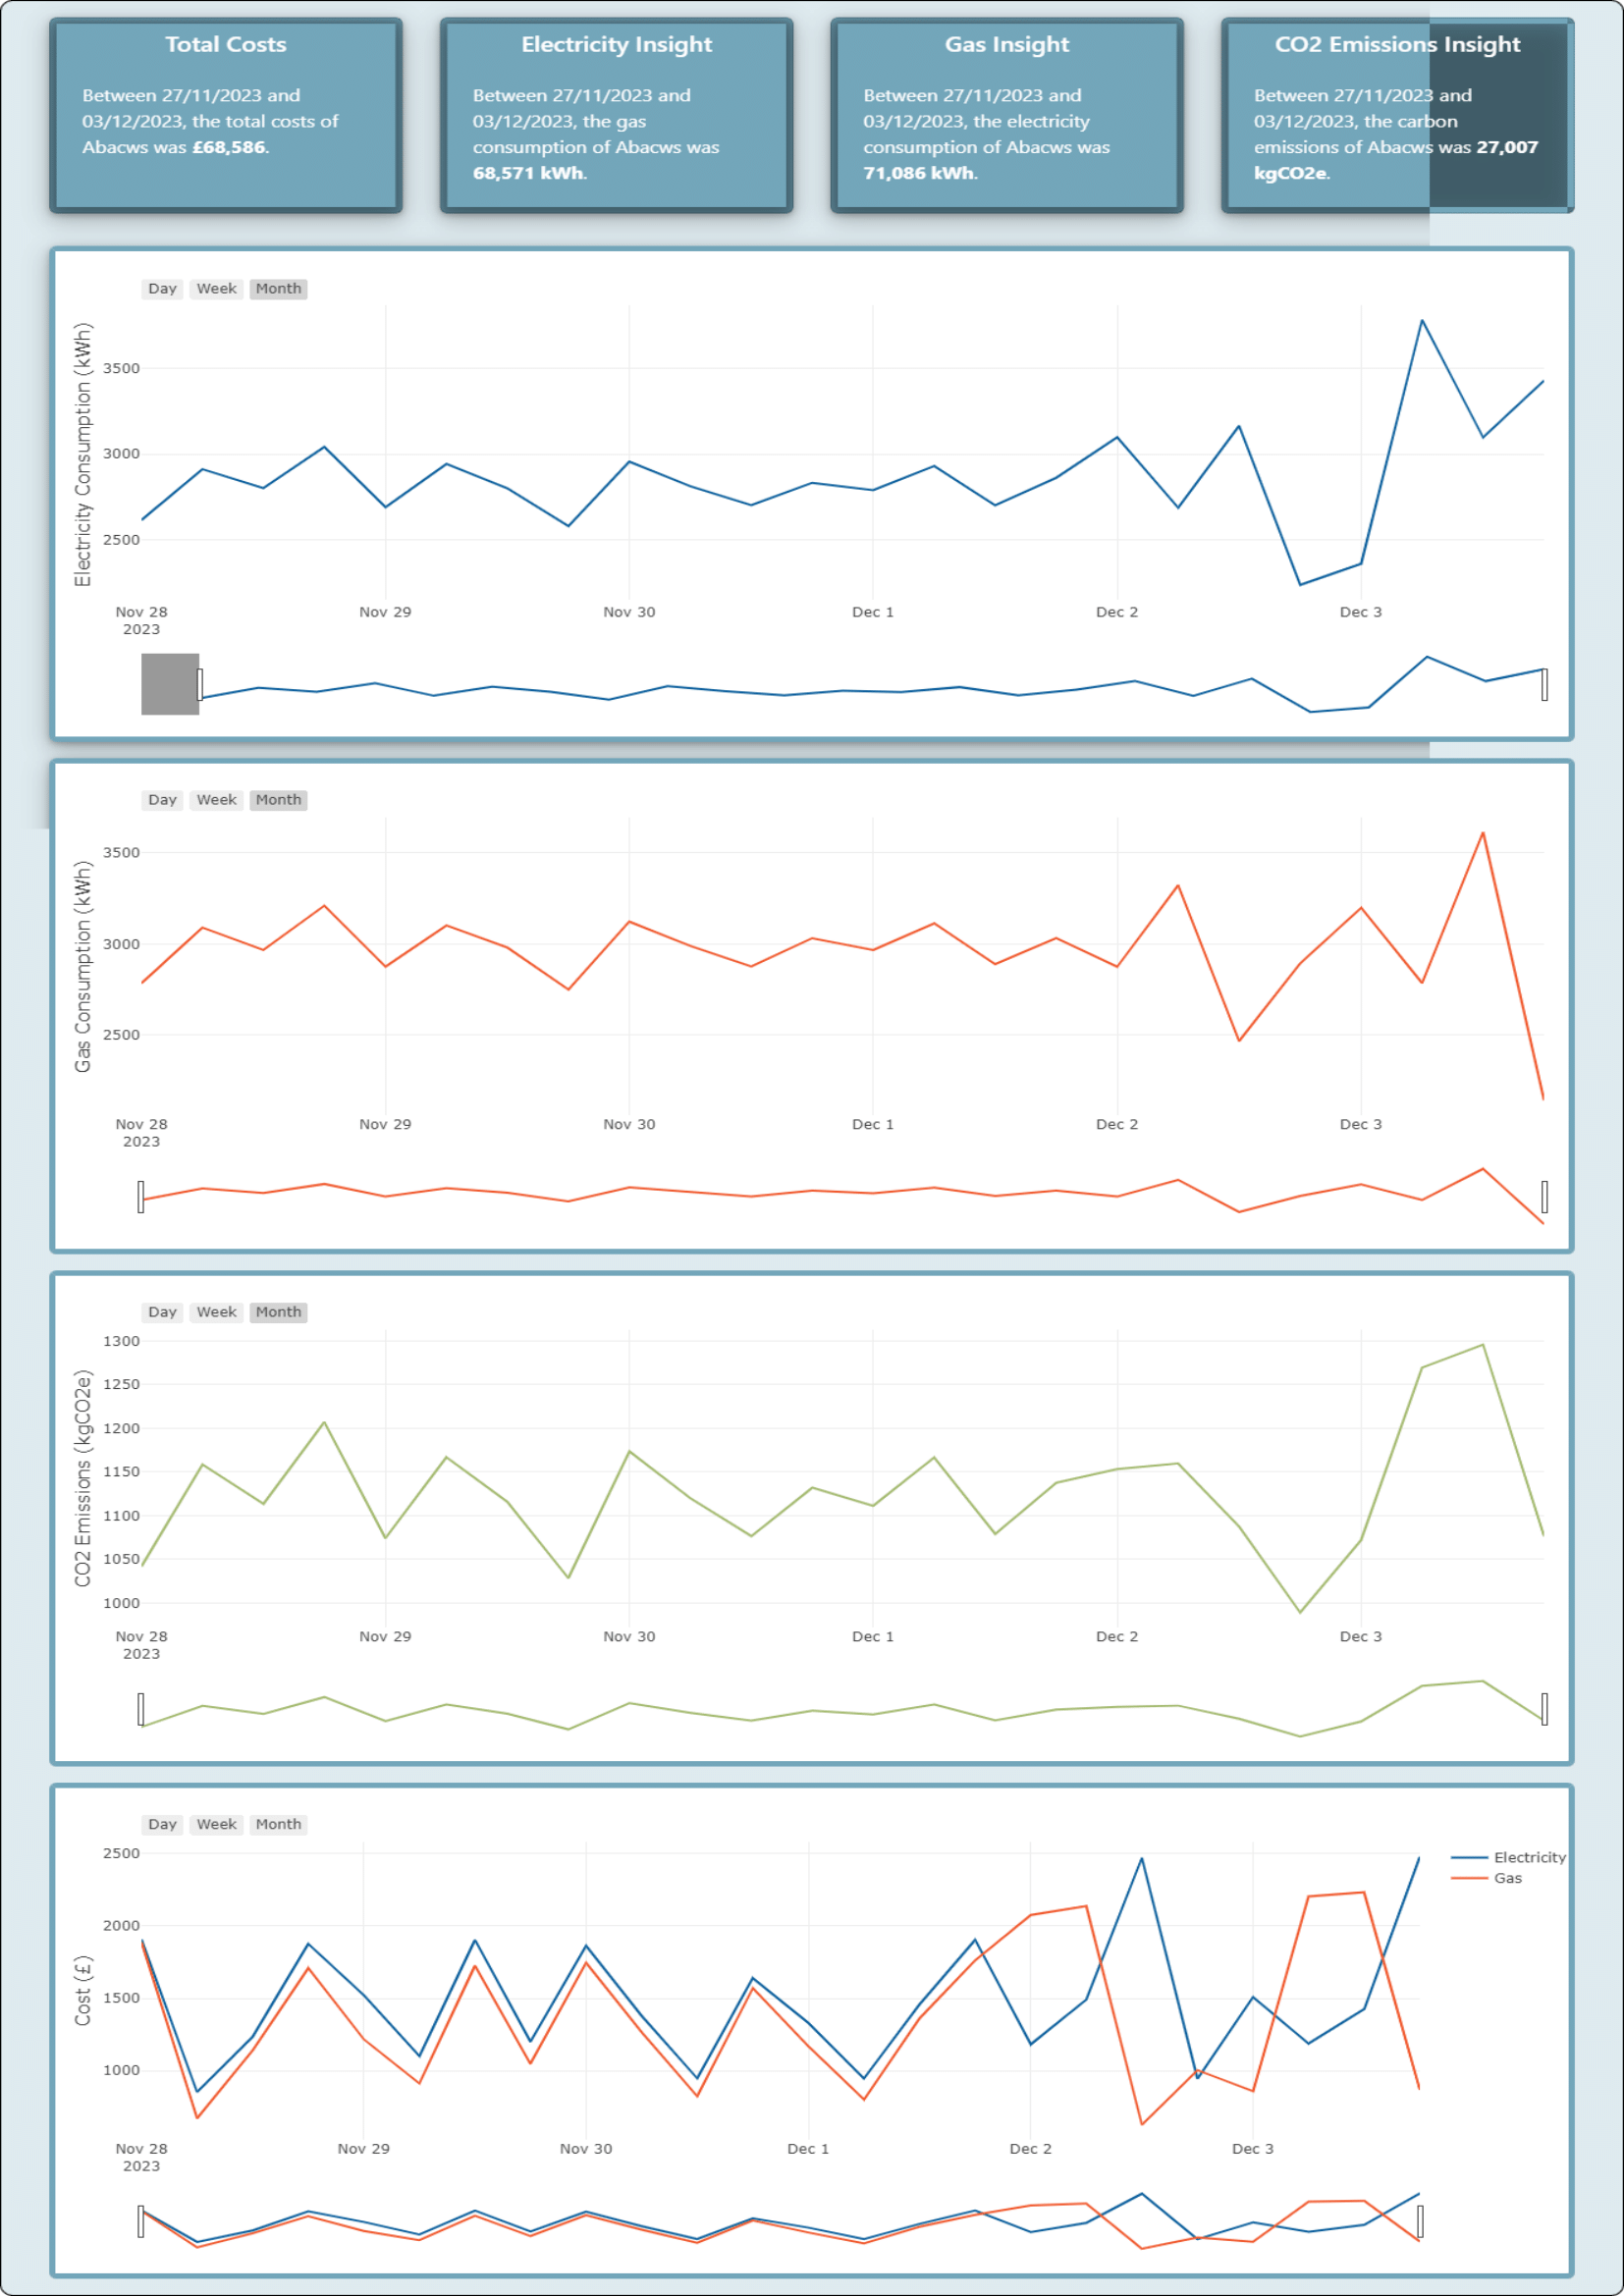 Total Costs
Between 27/11/2023 and
03/12/2023, the total costs of
Abacws was £68,586.
Electricity Insight
Between 27/11/2023 and
03/12/2023, the gas
consumption of Abacws was
68,571 kWh.
Gas Insight
Between 27/11/2023 and
03/12/2023, the electricity
consumption of Abacws was
71,086 kWh.
CO2 Emissions Insight
Between 27/11/2023 and
03/12/2023, the carbon
emissions of Abacws was 27,007
kgCO2e.
Day Week Month
Electricity Consumption (kWh)
3500
3000
2500
Nov 28 Nov 29 Nov 30 Dec 1 Dec 2 Dec 3
2023
Day Week Month
Gas Consumption (kWh)
3500
3000
2500
Nov 28 Nov 29 Nov 30 Dec 1 Dec 2 Dec 3
2023
Day Week Month
CO2 Emissions (kgCO2e)
1300
1250
1200
1150
1100
1050
1000
Nov 28 Nov 29 Nov 30 Dec 1 Dec 2 Dec 3
2023
Day Week Month
Cost (£)
2500
2000
1500
1000
Electricity
Gas
Nov 28 Nov 29 Nov 30 Dec 1 Dec 2 Dec 3
2023